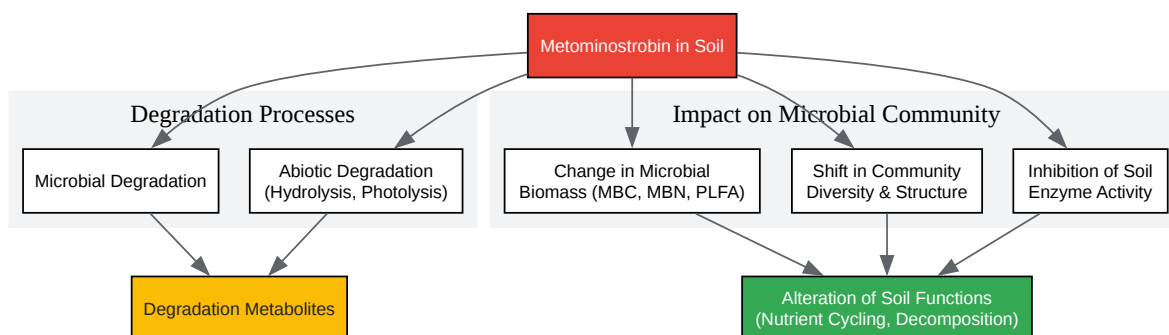 Metominostrobin in Soil
Degradation Processes
Impact on Microbial Community
Microbial Degradation
Abiotic Degradation
(Hydrolysis, Photolysis)
Change in Microbial
Biomass (MBC, MBN, PLFA)
Shift in Community
Diversity & Structure
Inhibition of Soil
Enzyme Activity
Degradation Metabolites
Alteration of Soil Functions
(Nutrient Cycling, Decomposition)